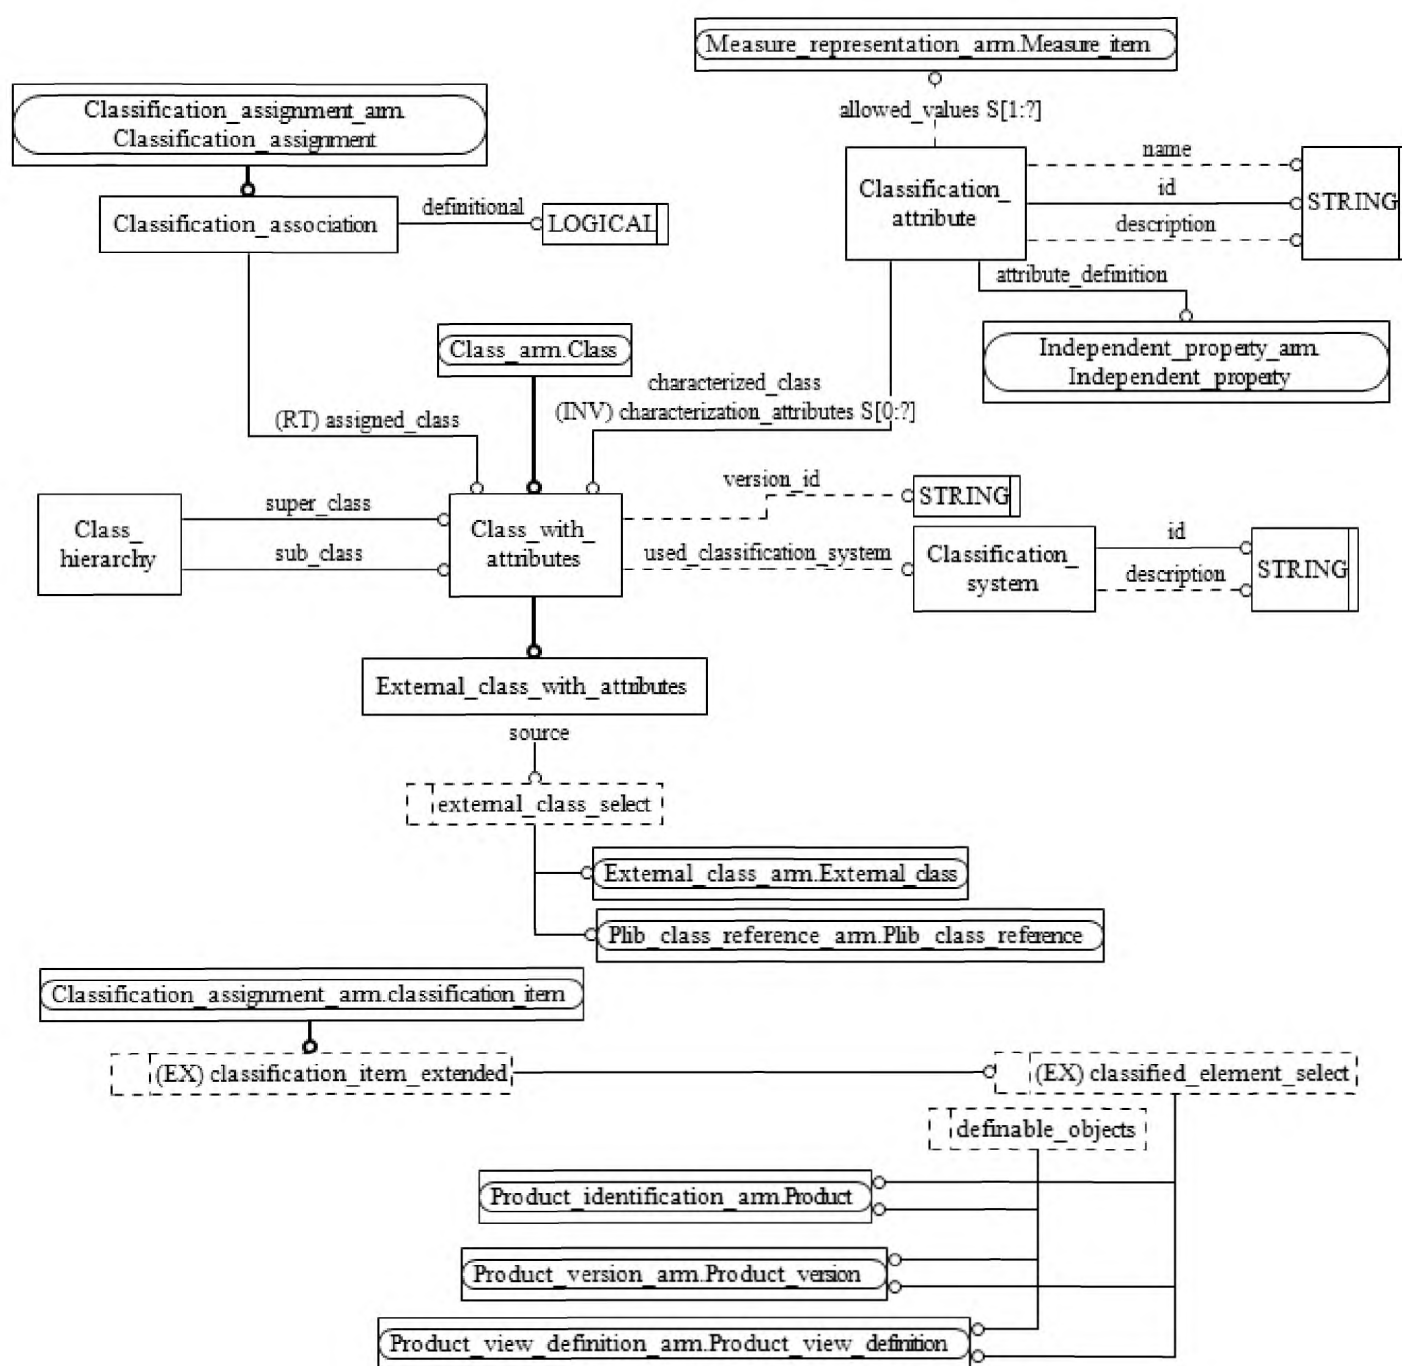 Measure_representation_arm.Measure_item
allowed_values S[1:?]
Classification_assignment_arm.
Classification_assignment
Classification_association
definitional
LOGICAL
Classification_
attribute
name
id
description
STRING
attribute_definition
Independent_property_arm.
Independent_property
Class_arm.Class
characterized_class
(INV) characterization_attributes S[0:?]
(RT) assigned_class
Class_
hierarchy
super_class
sub_class
Class_with_
attributes
version_id
STRING
used_classification_system
Classification_
system
id
description
STRING
External_class_with_attributes
source
external_class_select
External_class_arm.External_class
Plib_class_reference_arm.Plib_class_reference
Classification_assignment_arm.classification_item
(EX) classification_item_extended
(EX) classified_element_select
definable_objects
Product_identification_arm.Product
Product_version_arm.Product_version
Product_view_definition_arm.Product_view_definition